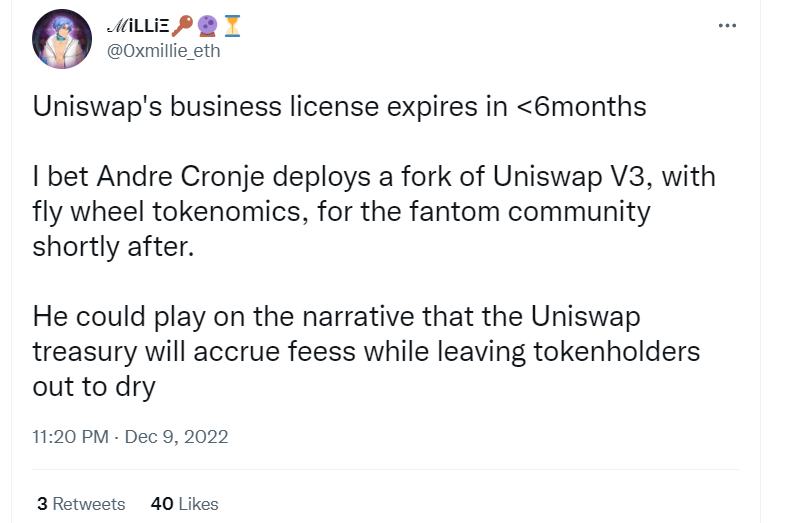 𝓜iLLiΞ🗝️🔮⏳
@0xmillie_eth
Uniswap's business license expires in <6months
I bet Andre Cronje deploys a fork of Uniswap V3, with
fly wheel tokenomics, for the fantom community
shortly after.
He could play on the narrative that the Uniswap
treasury will accrue feess while leaving tokenholders
out to dry
11:20 PM · Dec 9, 2022
3 Retweets 40 Likes